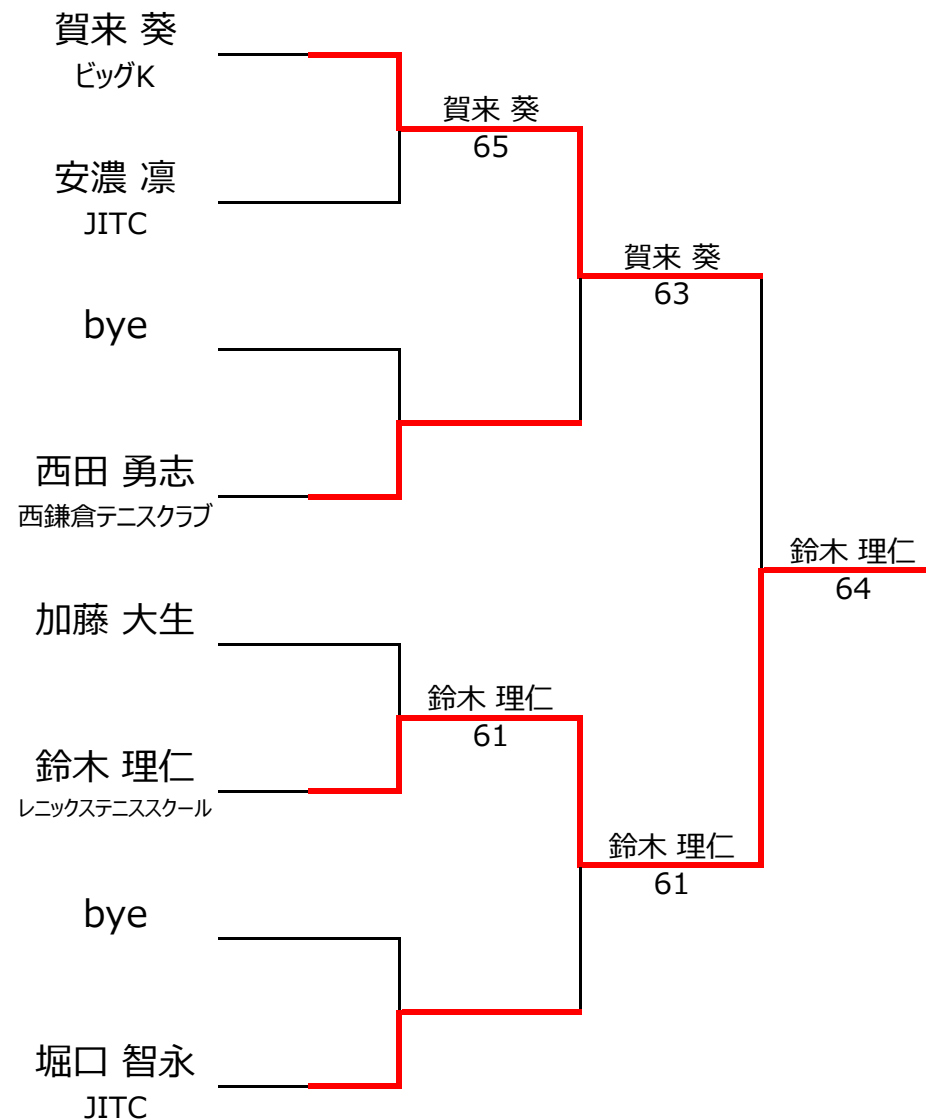 賀来 葵
ビッグK
安濃 凛
JITC
bye
西田 勇志
西鎌倉テニスクラブ
加藤 大生
鈴木 理仁
レニックステニススクール
bye
堀口 智永
JITC
賀来 葵
65
鈴木 理仁
61
賀来 葵
63
鈴木 理仁
61
鈴木 理仁
64